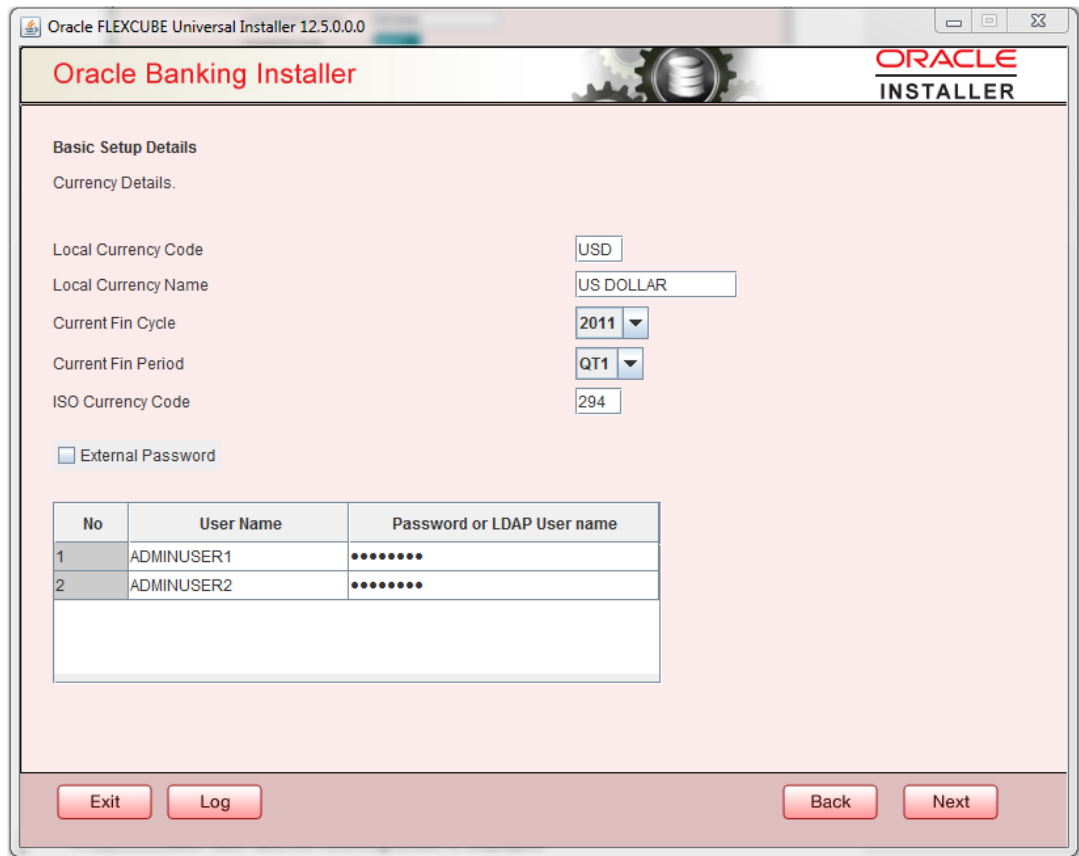 Oracle FLEXCUBE Universal Installer 12.5.0.0.0
Oracle Banking Installer
ORACLE
INSTALLER
Basic Setup Details
Currency Details.
Local Currency Code USD
Local Currency Name US DOLLAR
Current Fin Cycle 2011
Current Fin Period QT1
ISO Currency Code 294
External Password
No User Name Password or LDAP User name
1 ADMINUSER1 ••••••••
2 ADMINUSER2 ••••••••
Exit Log Back Next